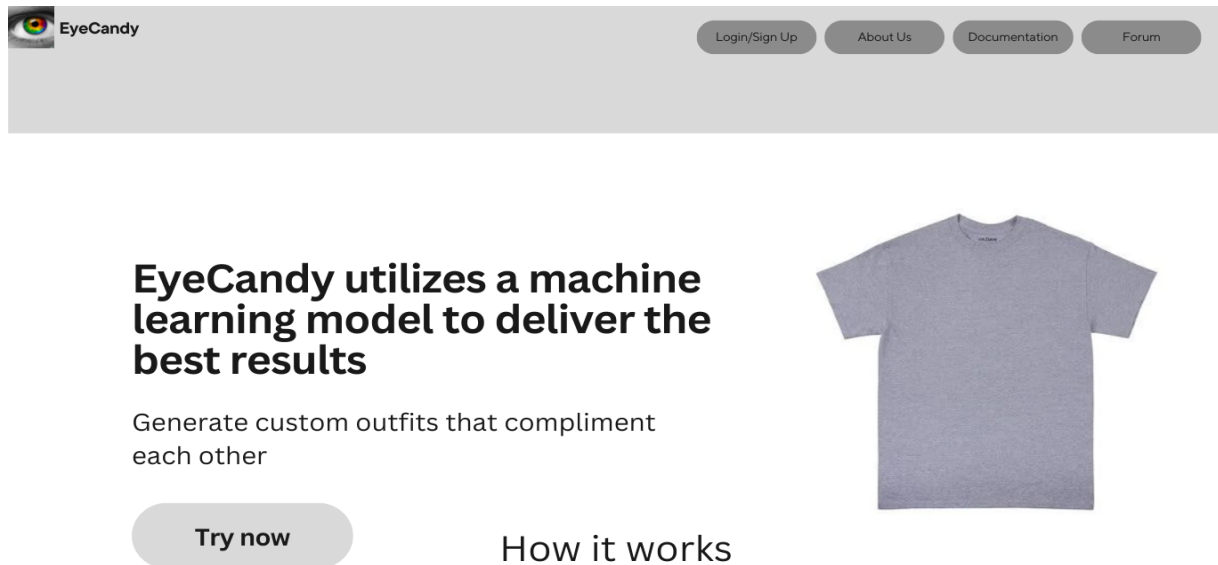 EyeCandy
Login/Sign Up
About Us
Documentation
Forum
EyeCandy utilizes a machine
learning model to deliver the
best results
Generate custom outfits that compliment
each other
Try now
How it works